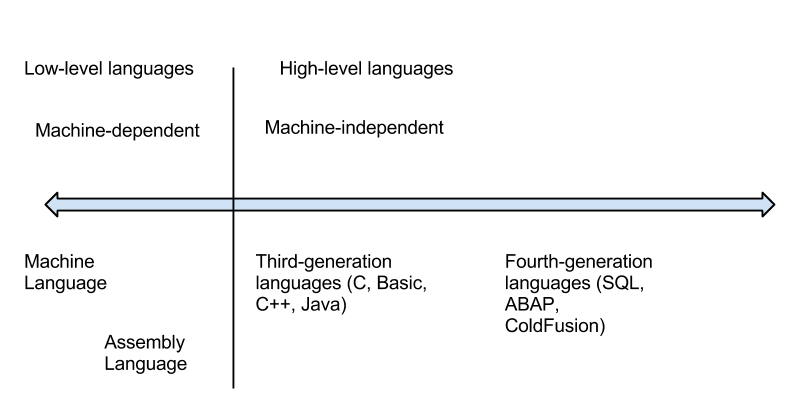 Low-level languages
High-level languages
Machine-dependent
Machine-independent
Machine
Language
Assembly
Language
Third-generation
languages (C, Basic,
C++, Java)
Fourth-generation
languages (SQL,
ABAP,
ColdFusion)